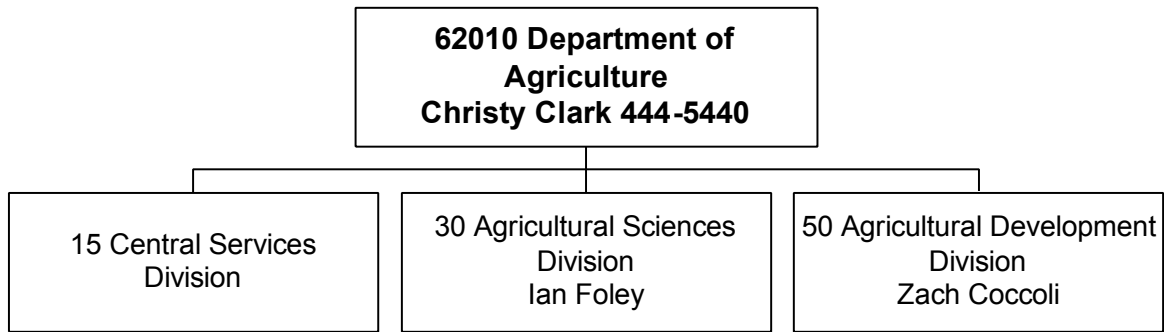 62010 Department of
Agriculture
Christy Clark 444-5440
15 Central Services
Division
30 Agricultural Sciences
Division
Ian Foley
50 Agricultural Development
Division
Zach Coccoli